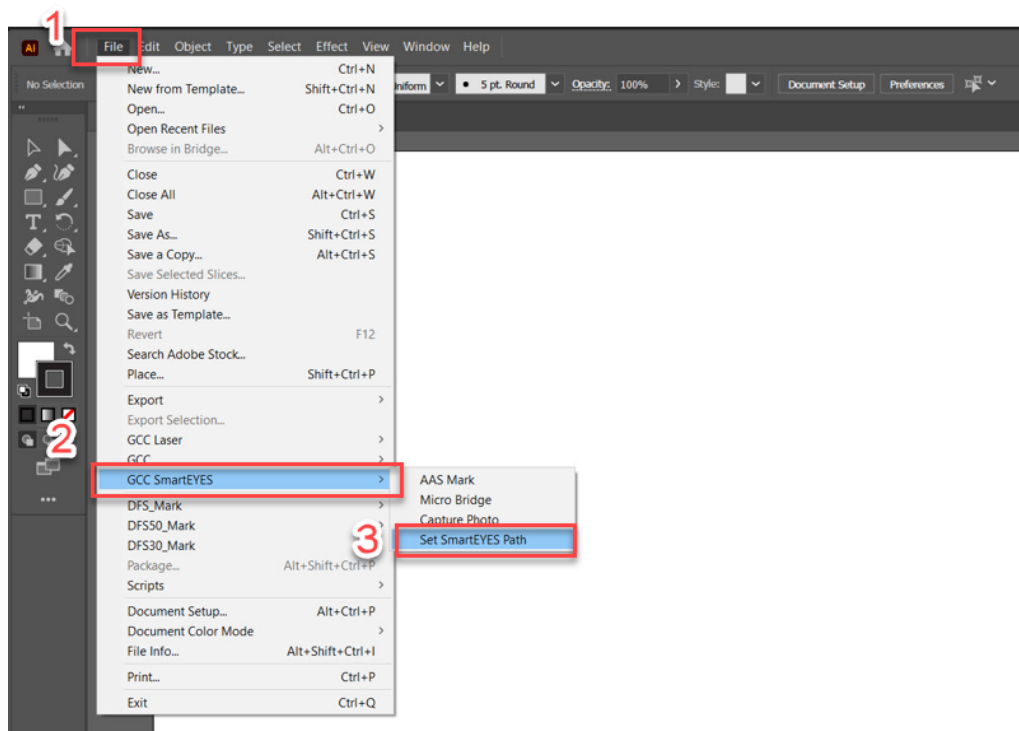 1
Ai File Edit Object Type Select Effect View Window Help
No Selection Uniform 5 pt. Round Opacity: 100% Style: Document Setup Preferences
New... Ctrl+N
New from Template... Shift+Ctrl+N
Open... Ctrl+O
Open Recent Files
Browse in Bridge... Alt+Ctrl+O
Close Ctrl+W
Close All Alt+Ctrl+W
Save Ctrl+S
Save As... Shift+Ctrl+S
Save a Copy... Alt+Ctrl+S
Save Selected Slices...
Version History
Save as Template...
Revert F12
Search Adobe Stock...
Place... Shift+Ctrl+P
Export
Export Selection...
2
GCC Laser
GCC
GCC SmartEYES
AAS Mark
Micro Bridge
Capture Photo
3
Set SmartEYES Path
DFS_Mark
DFS50_Mark
DFS30_Mark
Package... Alt+Shift+Ctrl+P
Scripts
Document Setup... Alt+Ctrl+P
Document Color Mode
File Info... Alt+Shift+Ctrl+I
Print... Ctrl+P
Exit Ctrl+Q